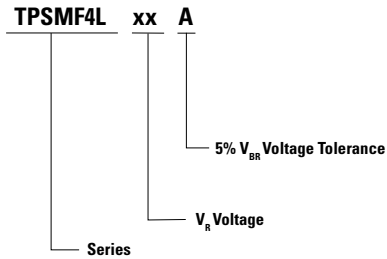 TPSMF4L xx A
5% VBR Voltage Tolerance
VR Voltage
Series